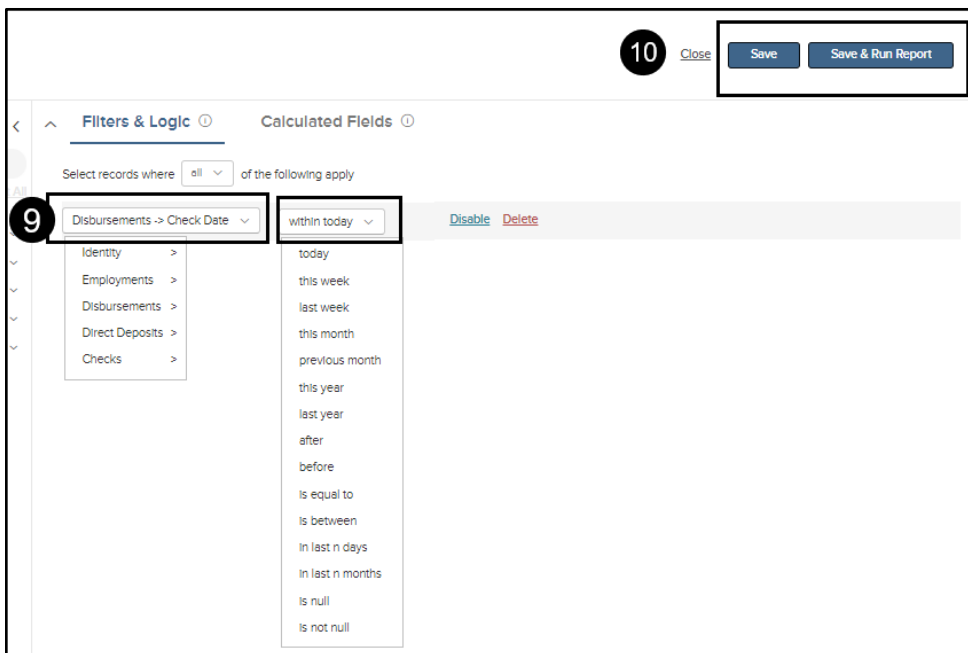 10 Close Save Save & Run Report
Filters & Logic Calculated Fields
Select records where all of the following apply
9 Disbursements -> Check Date within today Disable Delete
Identity >
Employments >
Disbursements >
Direct Deposits >
Checks >
today
this week
last week
this month
previous month
this year
last year
after
before
Is equal to
Is between
In last n days
In last n months
Is null
Is not null